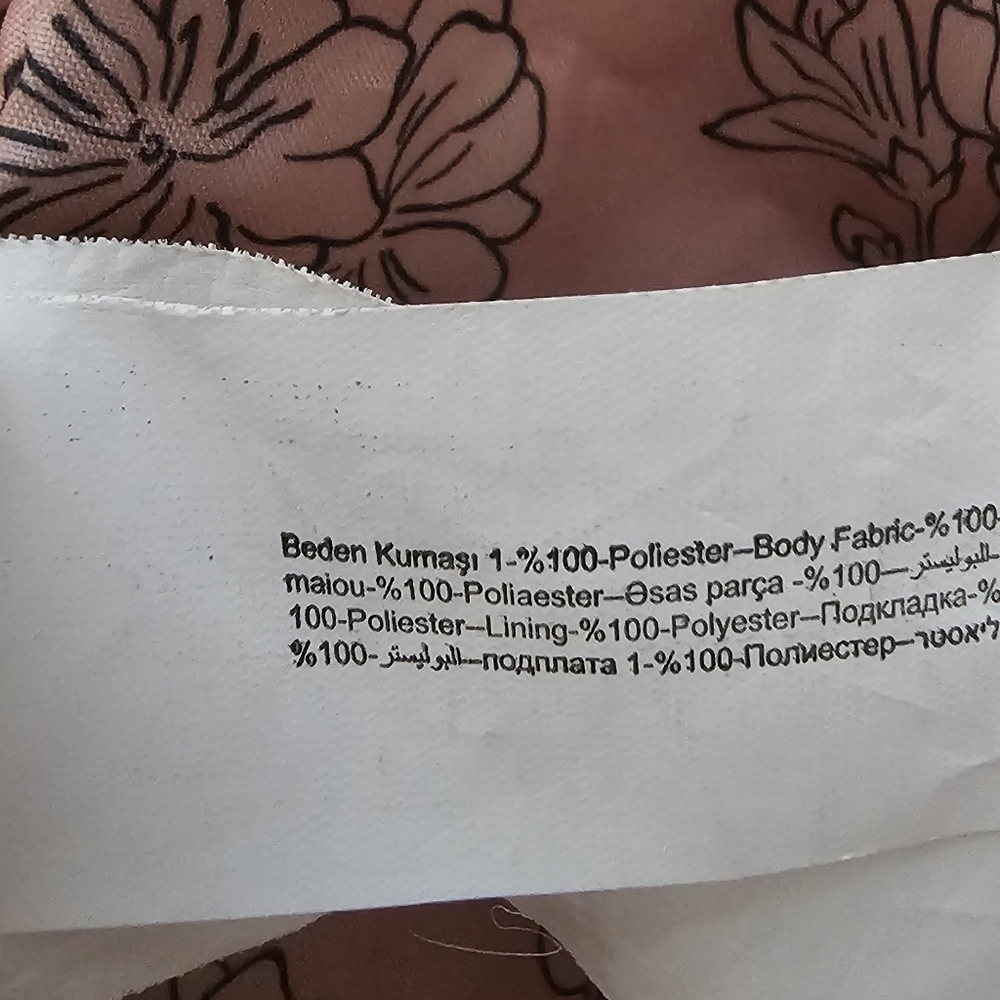 Beden Kumaşı 1-%100-Poliester--Body Fabric-%100-
maiou-%100-Poliaester--Əsas parça -%100--البوليستر--
100-Poliester--Lining-%100-Polyester--Подкладка-%
%100-البوليستر--подплата 1-%100-Полиестер--ליאסטר